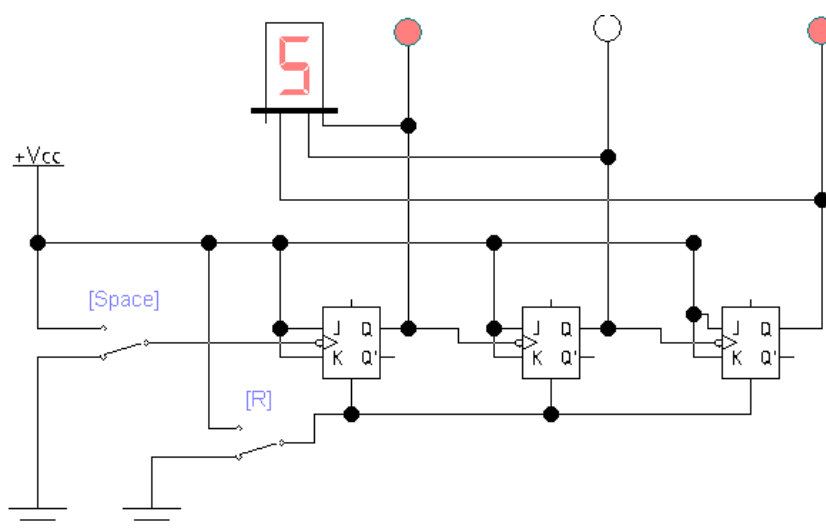 5
+Vcc
[Space]
J Q
K Q'
J Q
K Q'
J Q
K Q'
[R]